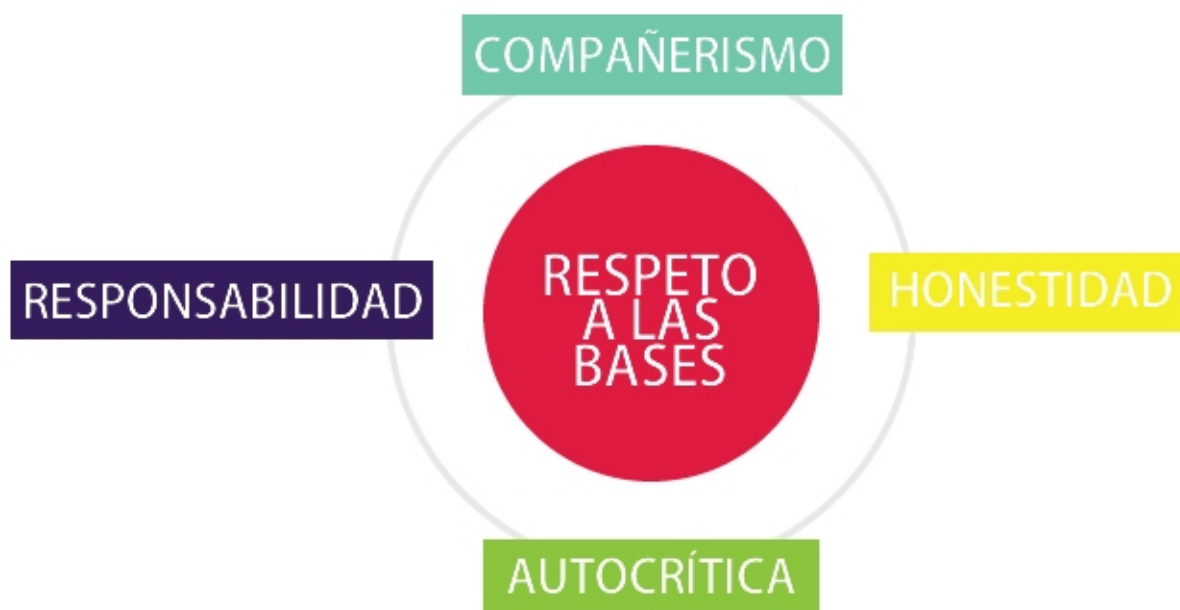 COMPAÑERISMO
RESPONSABILIDAD
RESPETO
A LAS
BASES
HONESTIDAD
AUTOCRÍTICA